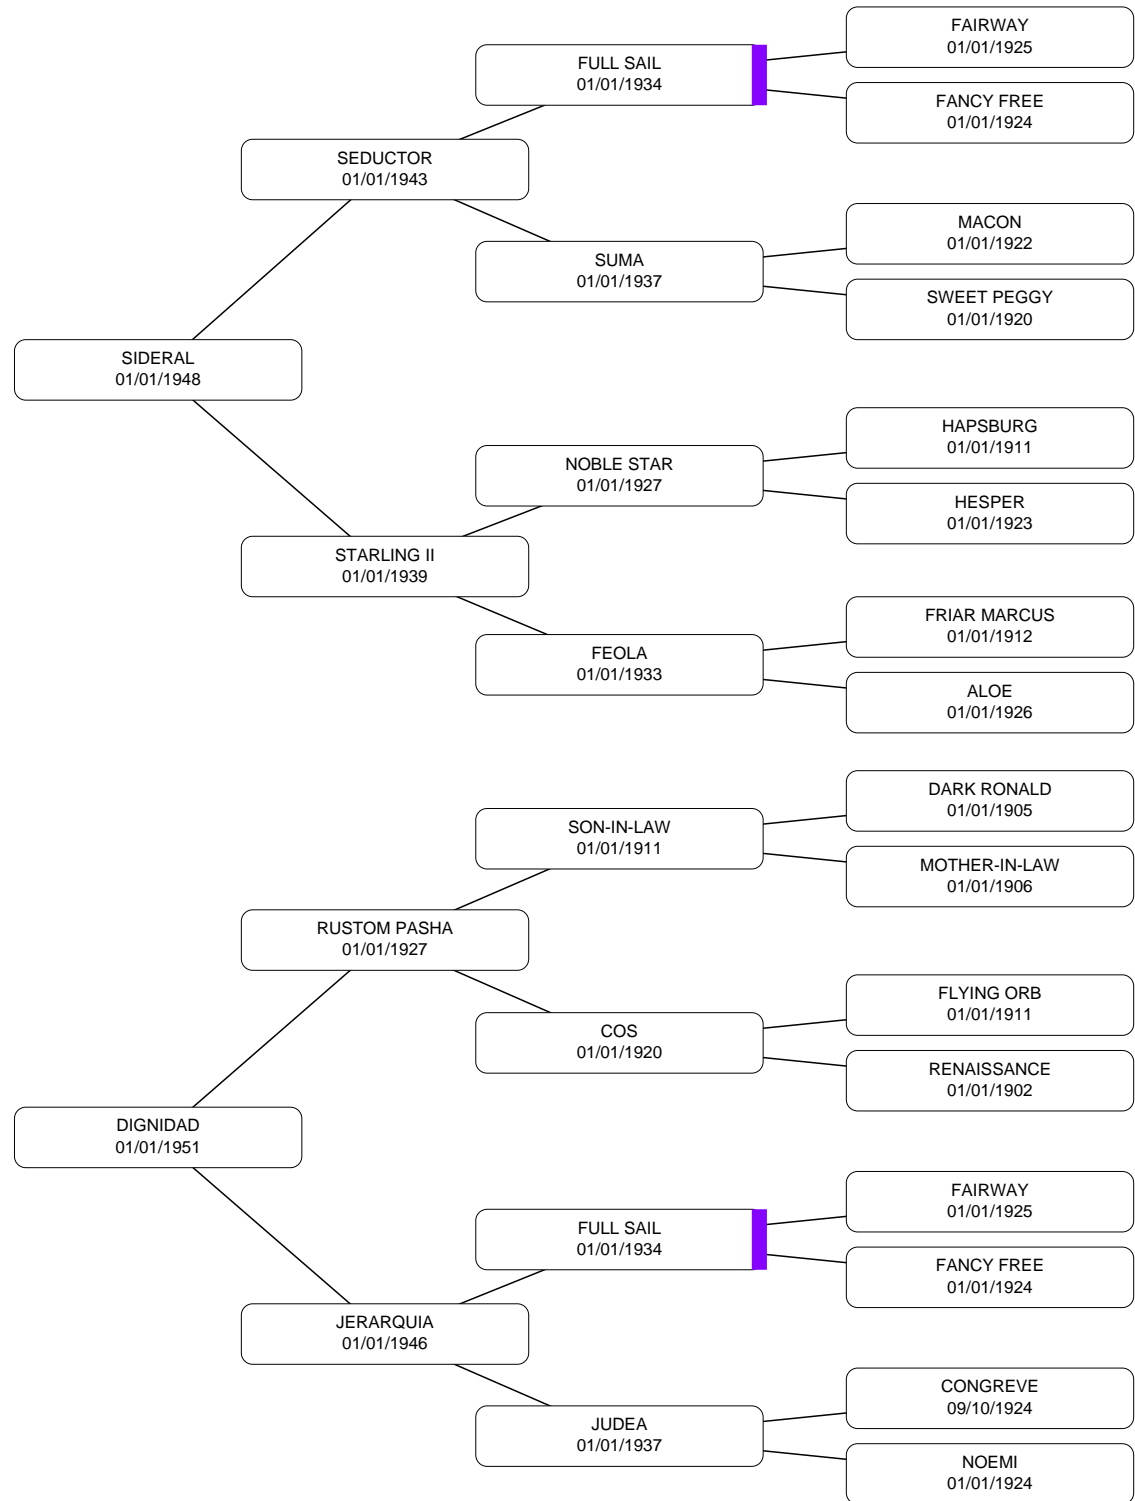 FAIRWAY
01/01/1925
FULL SAIL
01/01/1934
FANCY FREE
01/01/1924
SEDUCTOR
01/01/1943
MACON
01/01/1922
SUMA
01/01/1937
SWEET PEGGY
01/01/1920
SIDERAL
01/01/1948
HAPSBURG
01/01/1911
NOBLE STAR
01/01/1927
HESPER
01/01/1923
STARLING II
01/01/1939
FRIAR MARCUS
01/01/1912
FEOLA
01/01/1933
ALOE
01/01/1926
DARK RONALD
01/01/1905
SON-IN-LAW
01/01/1911
MOTHER-IN-LAW
01/01/1906
RUSTOM PASHA
01/01/1927
FLYING ORB
01/01/1911
COS
01/01/1920
RENAISSANCE
01/01/1902
DIGNIDAD
01/01/1951
FAIRWAY
01/01/1925
FULL SAIL
01/01/1934
FANCY FREE
01/01/1924
JERARQUIA
01/01/1946
CONGREVE
09/10/1924
JUDEA
01/01/1937
NOEMI
01/01/1924